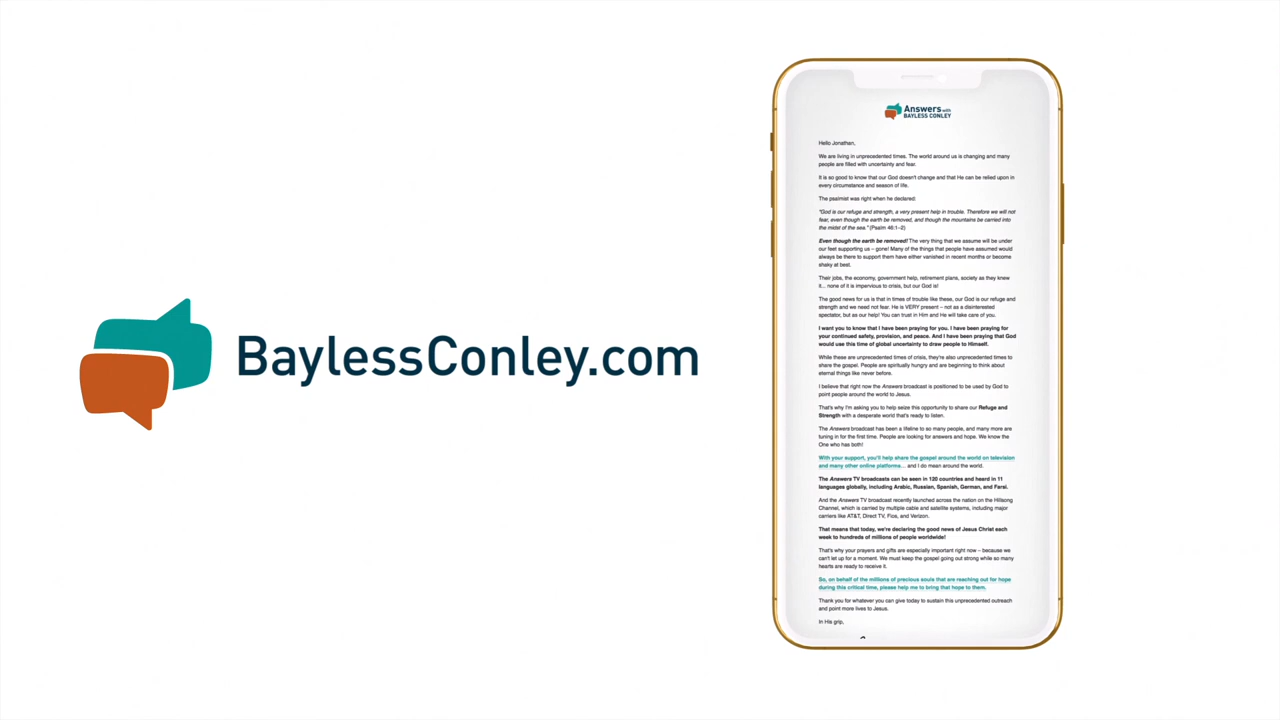 BaylessConley.com
Answers with
BAYLESS CONLEY
Hello Jonathan,
We are living in unprecedented times. The world around us is changing and many
people are filled with uncertainty and fear.
It is so good to know that our God doesn't change and that He can be relied upon in
every circumstance and season of life.
The psalmist was right when he declared:
"God is our refuge and strength, a very present help in trouble. Therefore we will not
fear, even though the earth be removed, and though the mountains be carried into
the midst of the sea." (Psalm 46:1–2)
Even though the earth be removed! The very thing that we assume will be under
our feet supporting us – gone! Many of the things that people have assumed would
always be there to support them have either vanished in recent months or become
shaky at best.
Their jobs, the economy, government help, retirement plans, society as they knew
it... none of it is impervious to crisis, but our God is!
The good news for us is that in times of trouble like these, our God is our refuge and
strength and we need not fear. He is VERY present – not as a disinterested
spectator, but as our help! You can trust in Him and He will take care of you.
I want you to know that I have been praying for you. I have been praying for
your continued safety, provision, and peace. And I have been praying that God
would use this time of global uncertainty to draw people to Himself.
While these are unprecedented times of crisis, they're also unprecedented times to
share the gospel. People are spiritually hungry and are beginning to think about
eternal things like never before.
I believe that right now the Answers broadcast is positioned to be used by God to
point people around the world to Jesus.
That's why I'm asking you to help seize this opportunity to share our Refuge and
Strength with a desperate world that's ready to listen.
The Answers broadcast has been a lifeline to so many people, and many more are
tuning in for the first time. People are looking for answers and hope. We know the
One who has both!
With your support, you'll help share the gospel around the world on television
and many other online platforms... and I do mean around the world.
The Answers TV broadcasts can be seen in 120 countries and heard in 11
languages globally, including Arabic, Russian, Spanish, German, and Farsi.
And the Answers TV broadcast recently launched across the nation on the Hillsong
Channel, which is carried by multiple cable and satellite systems, including major
carriers like AT&T, Direct TV, Fios, and Verizon.
That means that today, we're declaring the good news of Jesus Christ each
week to hundreds of millions of people worldwide!
That's why your prayers and gifts are especially important right now – because we
can't let up for a moment. We must keep the gospel going out strong while so many
hearts are ready to receive it.
So, on behalf of the millions of precious souls that are reaching out for hope
during this critical time, please help me to bring that hope to them.
Thank you for whatever you can give today to sustain this unprecedented outreach
and point more lives to Jesus.
In His grip,